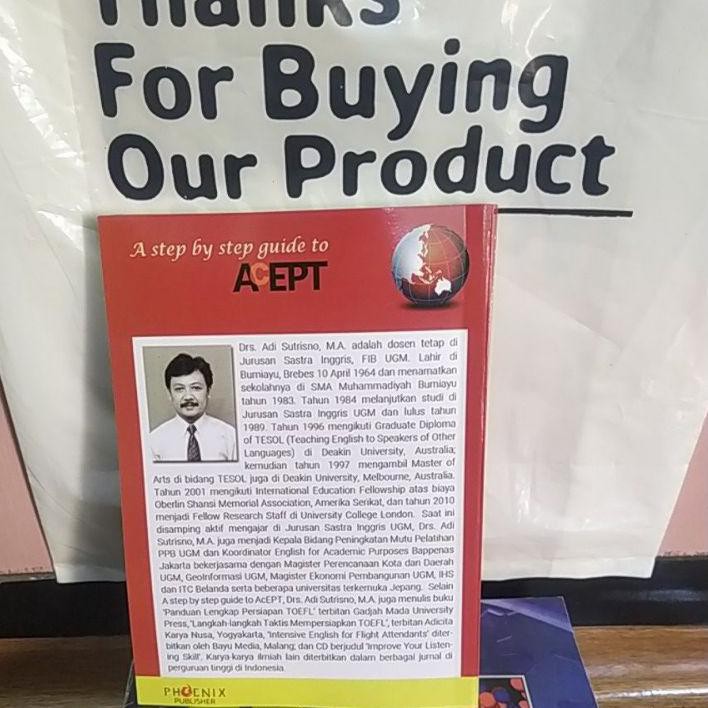 Thanks
For Buying
Our Product
A step by step guide to
AcEPT
Drs. Adi Sutrisno, M.A. adalah dosen tetap di
Jurusan Sastra Inggris, FIB UGM. Lahir di
Bumiayu, Brebes 10 April 1964 dan menamatkan
sekolahnya di SMA Muhammadiyah Bumiayu
tahun 1983. Tahun 1984 melanjutkan studi di
Jurusan Sastra Inggris UGM dan lulus tahun
1989. Tahun 1996 mengikuti Graduate Diploma
of TESOL (Teaching English to Speakers of Other
Languages) di Deakin University, Australia;
kemudian tahun 1997 mengambil Master of
Arts di bidang TESOL juga di Deakin University, Melbourne, Australia.
Tahun 2001 mengikuti International Education Fellowship atas biaya
Oberlin Shansi Memorial Association, Amerika Serikat, dan tahun 2010
menjadi Fellow Research Staff di University College London. Saat ini
disamping aktif mengajar di Jurusan Sastra Inggris UGM, Drs. Adi
Sutrisno, M.A. juga menjadi Kepala Bidang Peningkatan Mutu Pelatihan
PPB UGM dan Koordinator English for Academic Purposes Bappenas
Jakarta bekerjasama dengan Magister Perencanaan Kota dan Daerah
UGM, GeoInformasi UGM, Magister Ekonomi Pembangunan UGM, IHS
dan ITC Belanda serta beberapa universitas terkemuka Jepang. Selain
A step by step guide to AcEPT, Drs. Adi Sutrisno, M.A. juga menulis buku
'Panduan Lengkap Persiapan TOEFL' terbitan Gadjah Mada University
Press, 'Langkah-langkah Taktis Mempersiapkan TOEFL', terbitan Adicita
Karya Nusa, Yogyakarta, 'Intensive English for Flight Attendants' diter-
bitkan oleh Bayu Media, Malang; dan CD berjudul "Improve Your Listen-
ing Skill'. Karya-karya ilmiah lain diterbitkan dalam berbagai jurnal di
perguruan tinggi di Indonesia.
PHOENIX
PUBLISHER